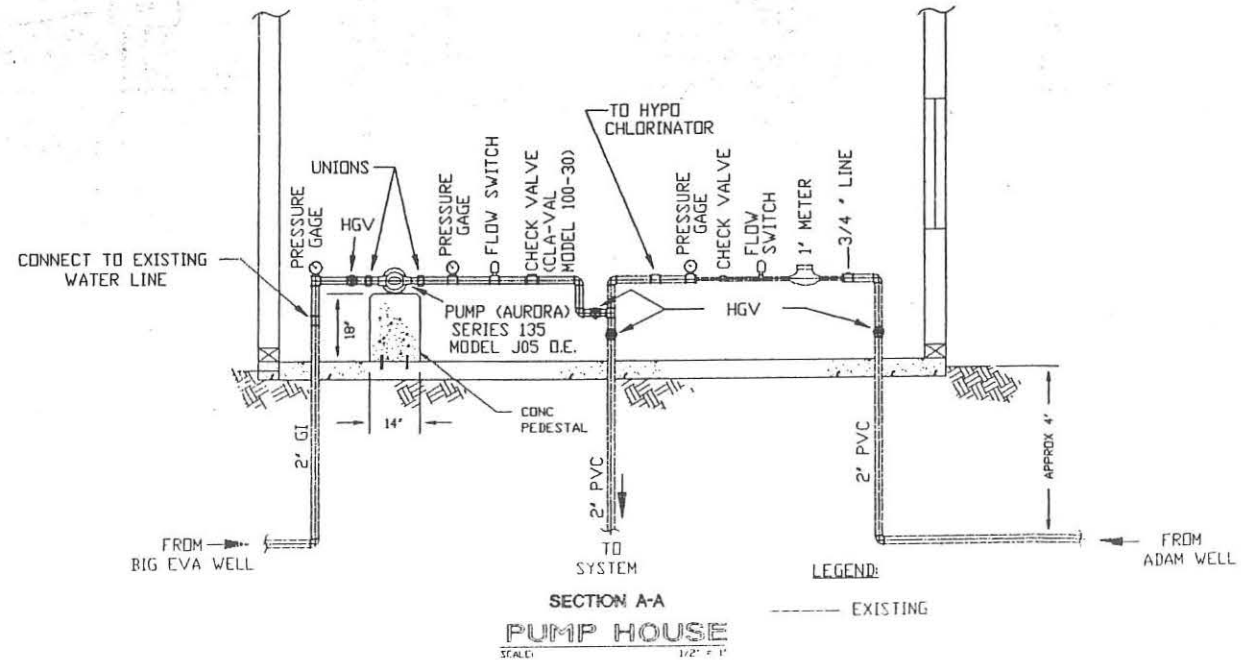 TO HYPO
CHLORINATOR
UNIONS
PRESSURE
GAGE
HGV
PRESSURE
GAGE
FLOW SWITCH
CHECK VALVE
(CLA-VAL
MODEL 100-30)
PRESSURE
GAGE
CHECK VALVE
FLOW
SWITCH
1" METER
3/4 " LINE
CONNECT TO EXISTING
WATER LINE
18"
PUMP (AURORA)
SERIES 135
MODEL J05 D.E.
HGV
CONC
PEDESTAL
14"
2" GI
2" PVC
2" PVC
APPROX 4'
FROM
BIG EVA WELL
TO
SYSTEM
FROM
ADAM WELL
LEGEND:
EXISTING
SECTION A-A
PUMP HOUSE
SCALE: 1/2" = 1'